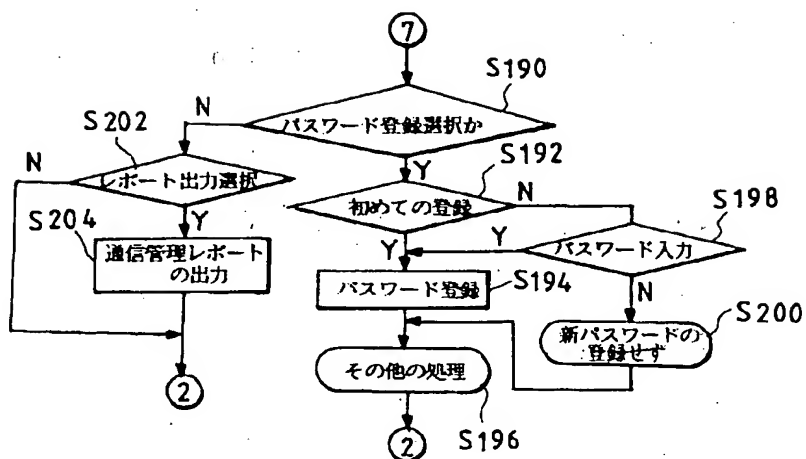 7
S190
パスワード登録選択か
N
Y
S202
N
レポート出力選択
Y
S204
通信管理レポート
の出力
2
S192
初めての登録
N
Y
S198
パスワード入力
Y
N
パスワード登録
S194
S200
新パスワードの
登録せず
その他の処理
S196
2